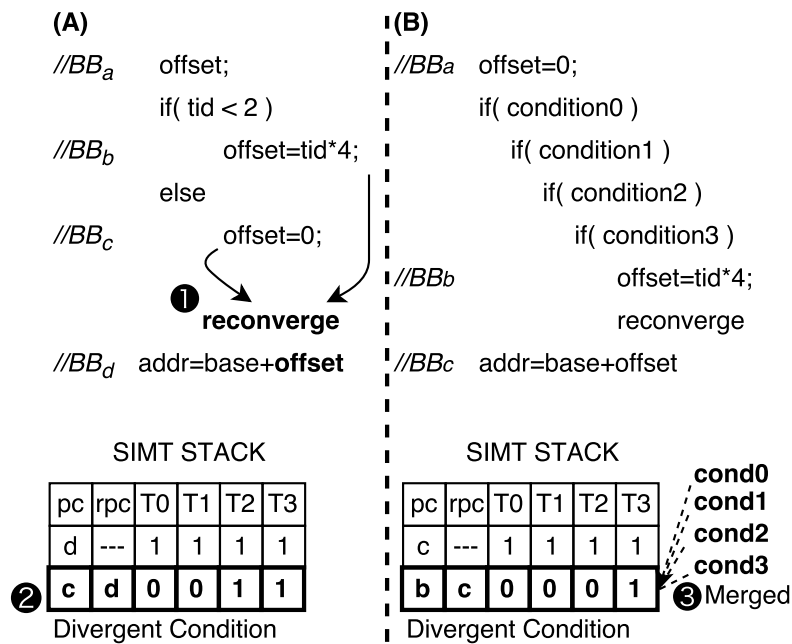 (A)
//BBa offset;
if( tid < 2 )
//BBb offset=tid*4;
else
//BBc offset=0;
❶
reconverge
//BBd addr=base+offset
SIMT STACK
pc rpc T0 T1 T2 T3
d --- 1 1 1 1
❷ c d 0 0 1 1
Divergent Condition
(B)
//BBa offset=0;
if( condition0 )
if( condition1 )
if( condition2 )
if( condition3 )
//BBb offset=tid*4;
reconverge
//BBc addr=base+offset
SIMT STACK
pc rpc T0 T1 T2 T3
c --- 1 1 1 1
b c 0 0 0 1
cond0
cond1
cond2
cond3
❸ Merged
Divergent Condition